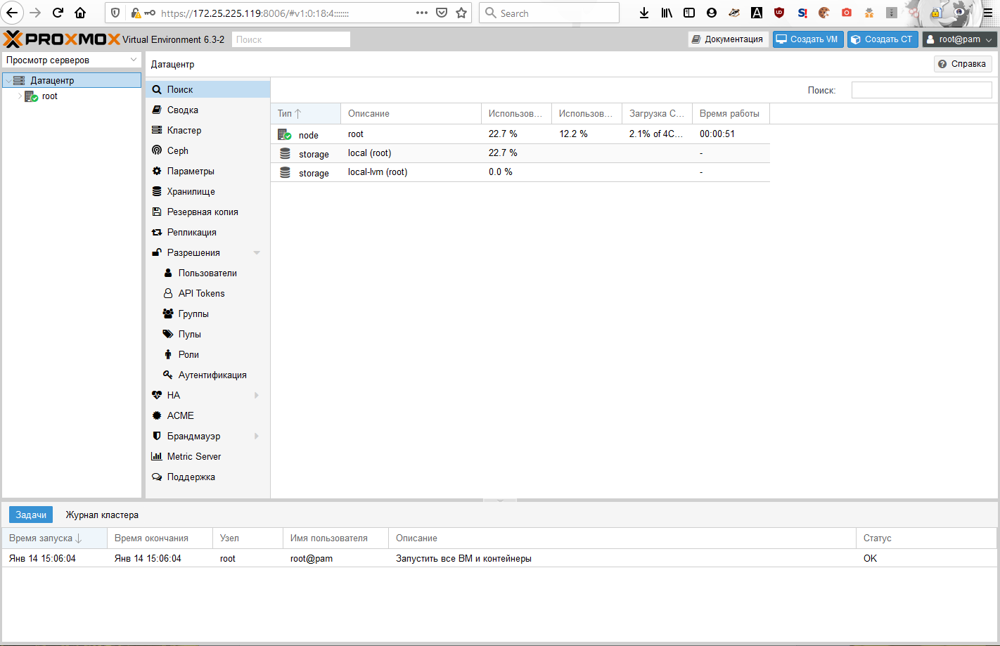 https://172.25.225.119:8006/#v1:0:18:4:::::::
Search
PROXMOX Virtual Environment 6.3-2
Поиск
Документация
Создать VM
Создать CT
root@pam
Просмотр серверов
Датацентр
root
Датацентр
Справка
Поиск
Сводка
Кластер
Ceph
Параметры
Хранилище
Резервная копия
Репликация
Разрешения
Пользователи
API Tokens
Группы
Пулы
Роли
Аутентификация
HA
ACME
Брандмауэр
Metric Server
Поддержка
Поиск:
Тип Описание Использов... Использов... Загрузка C... Время работы
node root 22.7 % 12.2 % 2.1% of 4C... 00:00:51
storage local (root) 22.7 % -
storage local-lvm (root) 0.0 % -
Задачи Журнал кластера
Время запуска Время окончания Узел Имя пользователя Описание Статус
Янв 14 15:06:04 Янв 14 15:06:04 root root@pam Запустить все ВМ и контейнеры OK